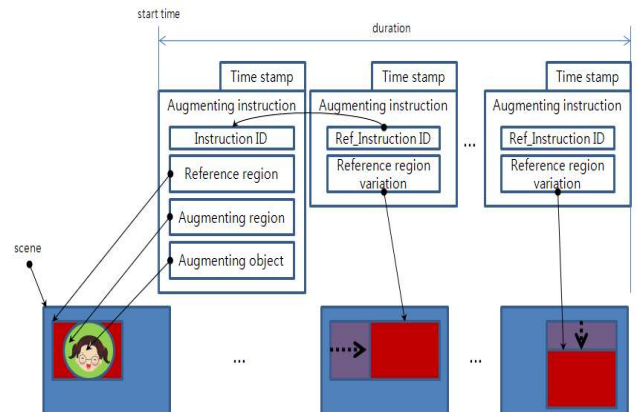 start time
duration
Time stamp
Time stamp
Time stamp
Augmenting instruction
Augmenting instruction
Augmenting instruction
Instruction ID
Ref_Instruction ID
...
Ref_Instruction ID
Reference region
Reference region
variation
Reference region
variation
Augmenting region
Augmenting object
scene
...
...